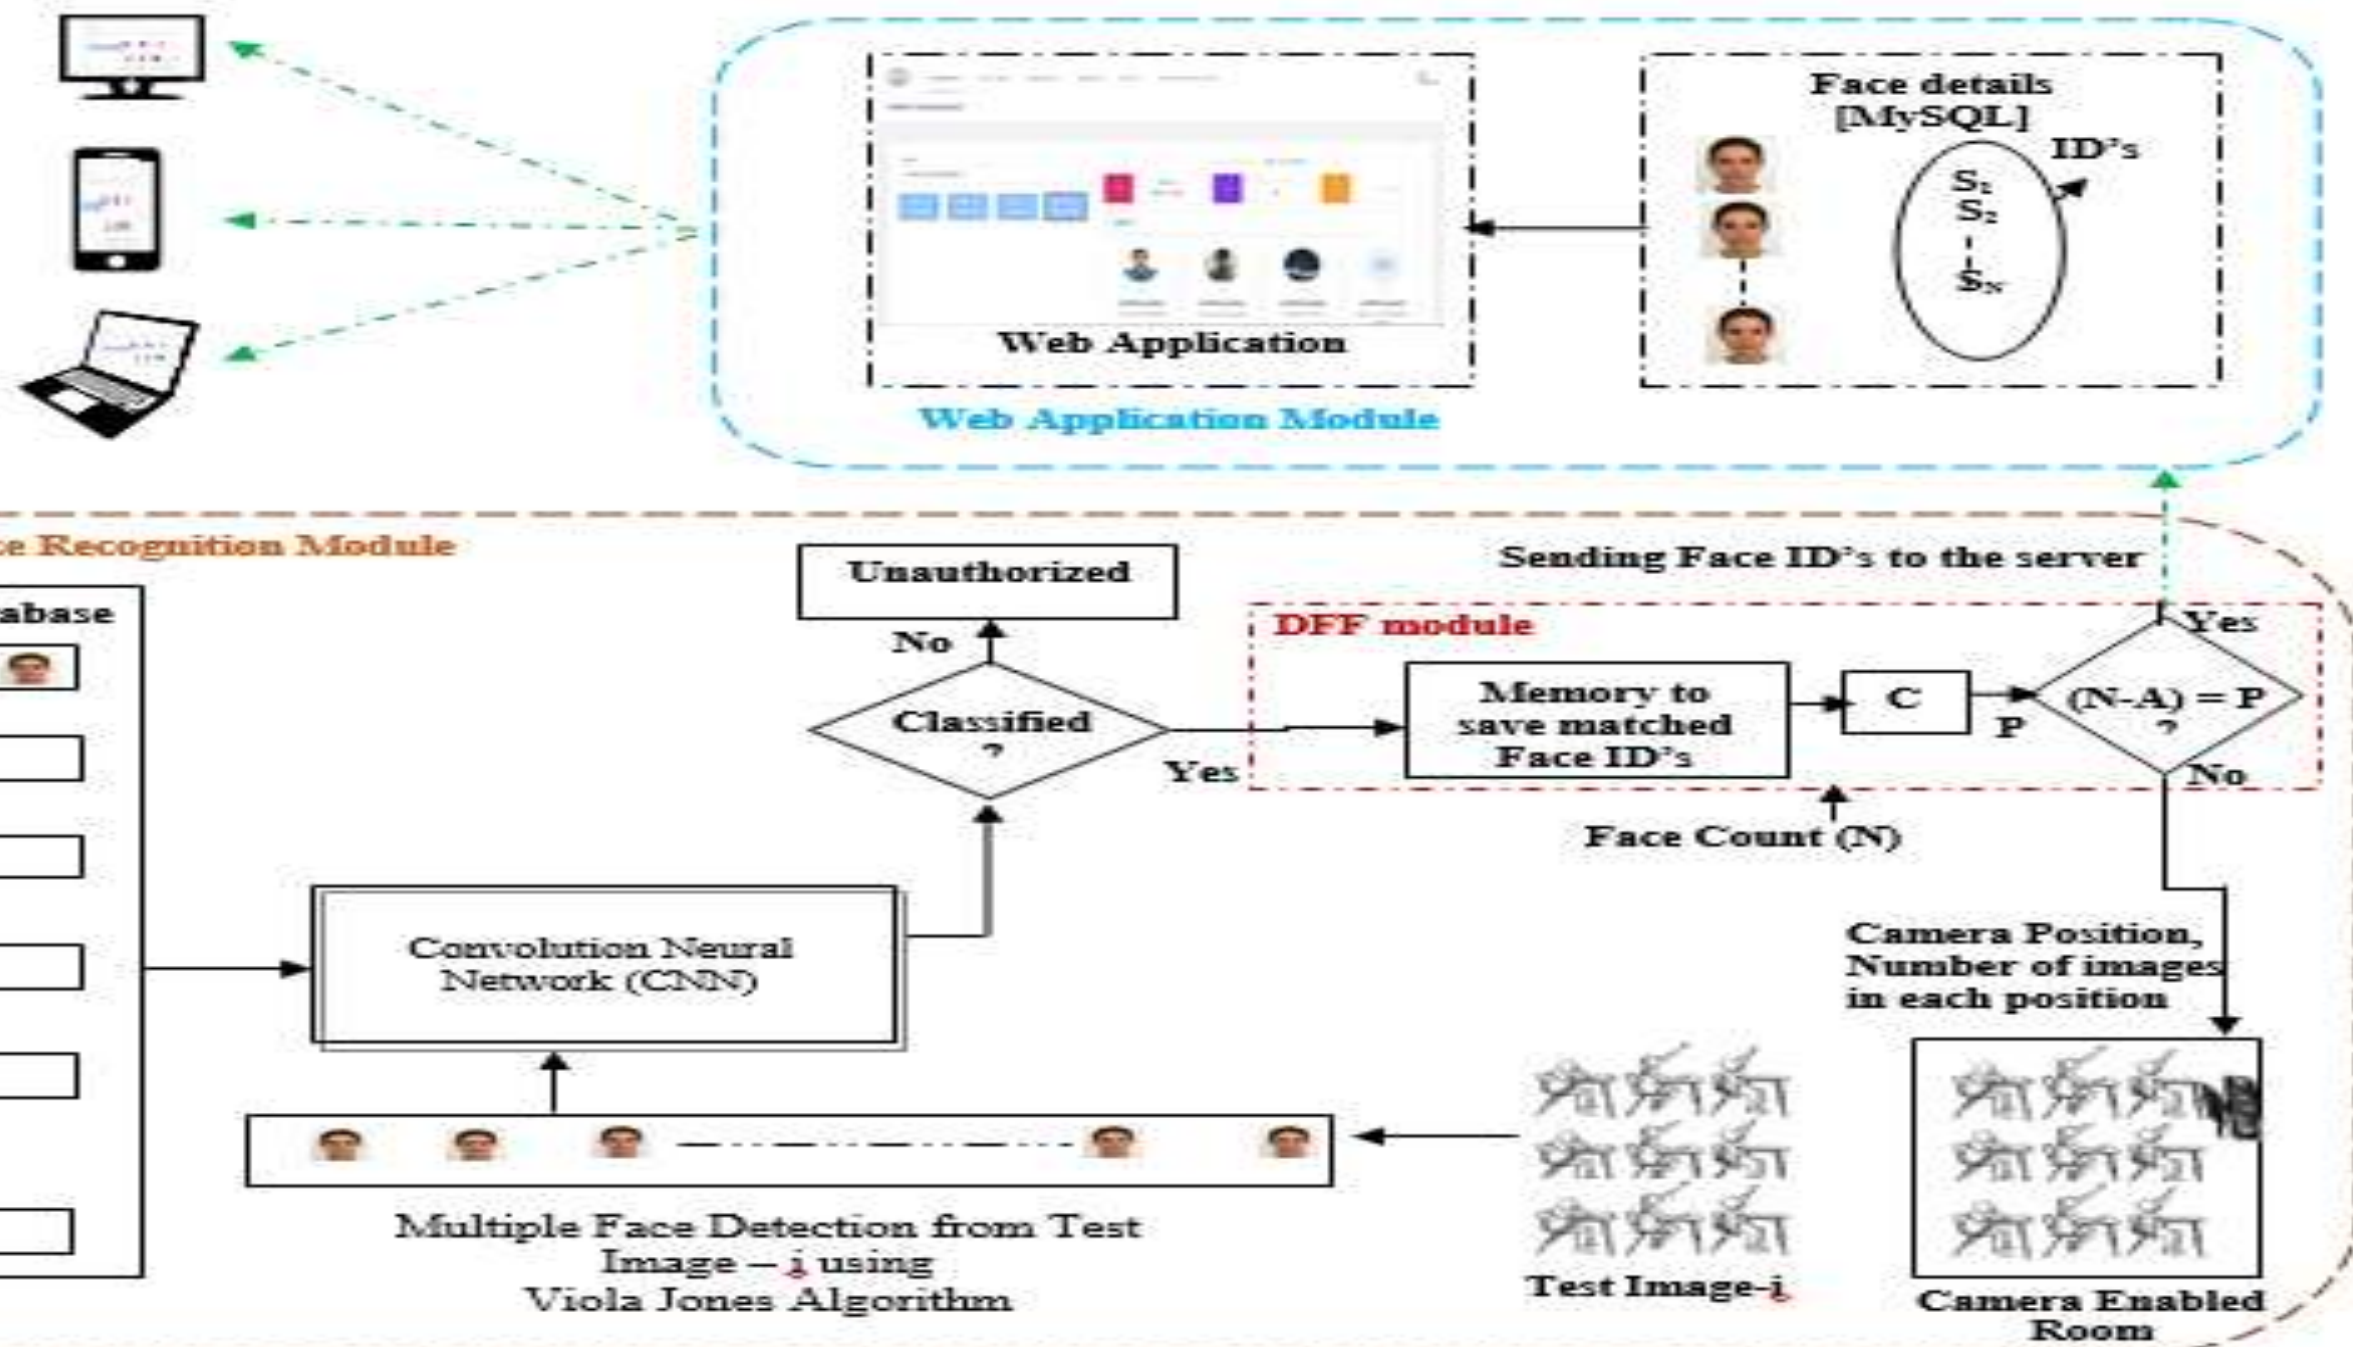 Face details
[MySQL]
ID's
S1
S2
SN
Web Application
Web Application Module
e Recognition Module
abase
Unauthorized
No
Classified
?
Yes
Sending Face ID's to the server
DFF module
Memory to
save matched
Face ID's
C
P
(N-A) = P
?
Yes
No
Face Count (N)
Camera Position,
Number of images
in each position
Convolution Neural
Network (CNN)
Multiple Face Detection from Test
Image – i using
Viola Jones Algorithm
Test Image-i
Camera Enabled
Room